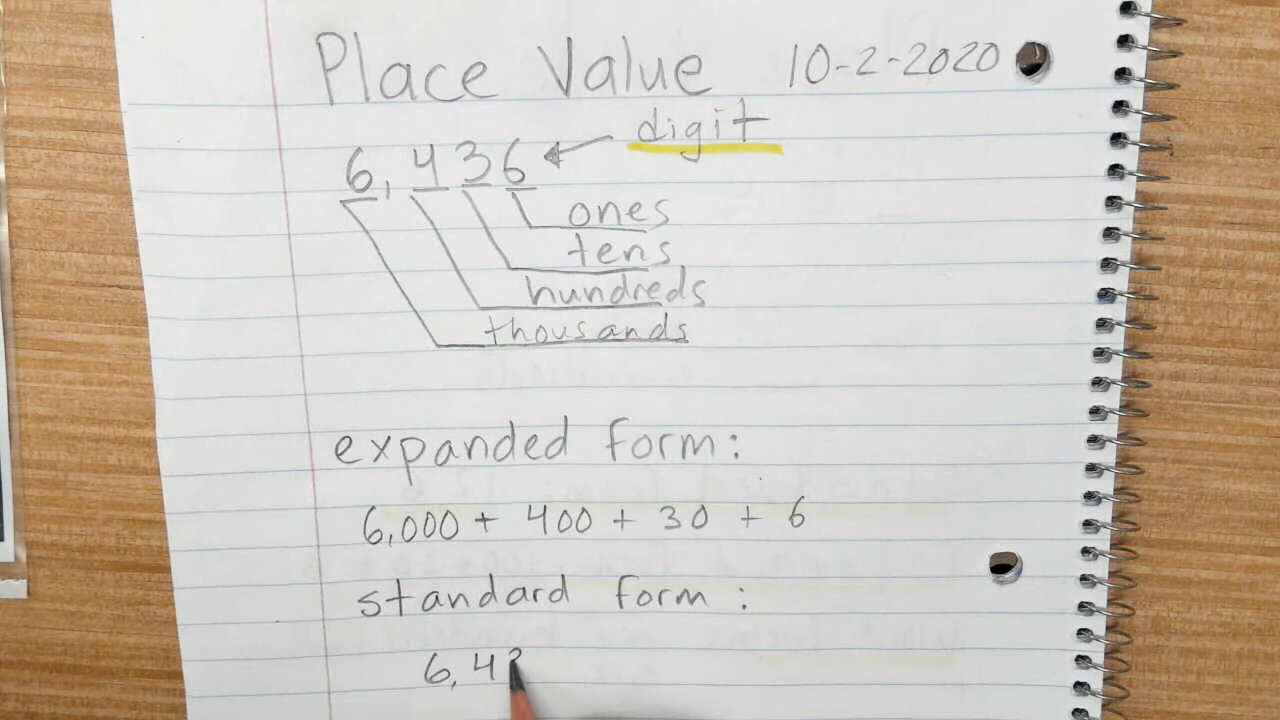 Place Value 10-2-2020
digit
6,436
ones
tens
hundreds
thousands
expanded form:
6,000 + 400 + 30 + 6
standard form:
6,43